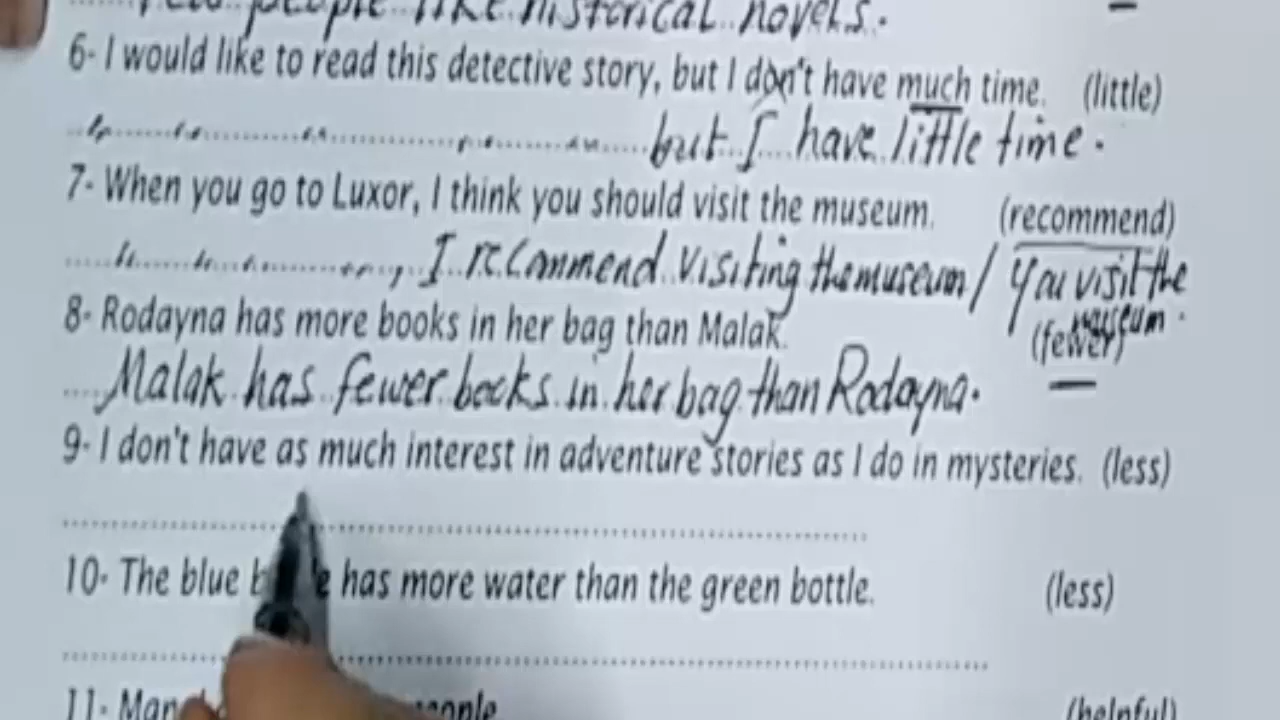 people like historical novels.
6- I would like to read this detective story, but I don't have much time. (little)
but I have little time.
7- When you go to Luxor, I think you should visit the museum. (recommend)
, I recommend visiting the museum / you visit the
museum.
8- Rodayna has more books in her bag than Malak. (fewer)
Malak has fewer books in her bag than Rodayna.
9- I don't have as much interest in adventure stories as I do in mysteries. (less)
10- The blue has more water than the green bottle. (less)
11- (helpful)